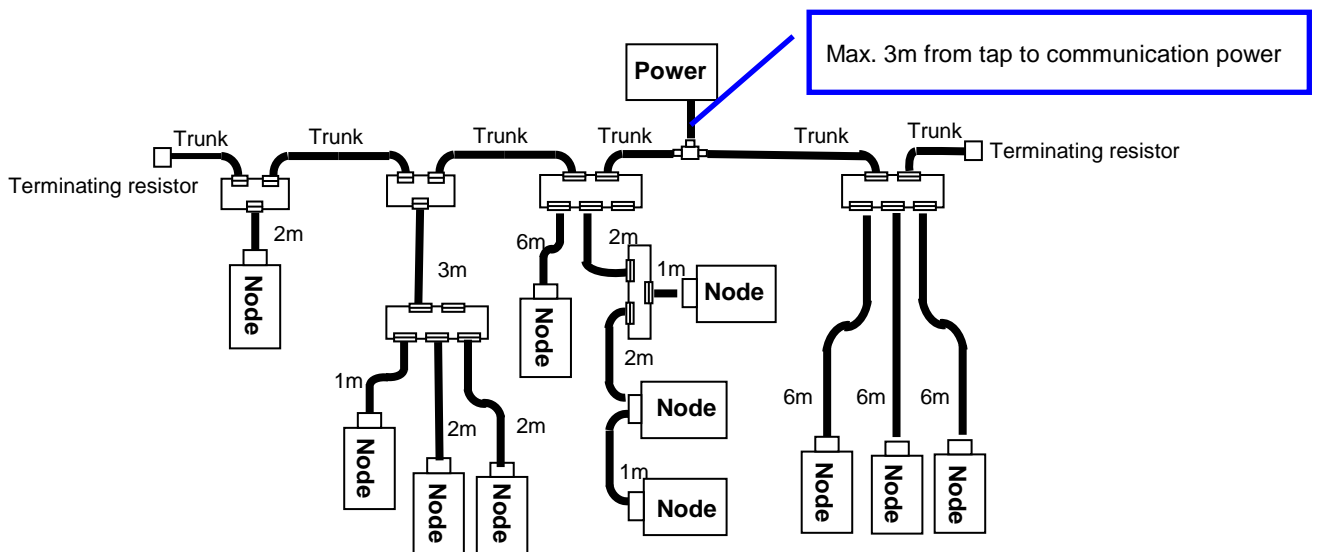 Max. 3m from tap to communication power
Power
Trunk
Trunk
Trunk
Trunk
Trunk
Trunk
Terminating resistor
Terminating resistor
2m
6m
2m
1m
3m
Node
Node
Node
2m
1m
2m
2m
Node
6m
6m
6m
Node
Node
Node
1m
Node
Node
Node
Node
Node